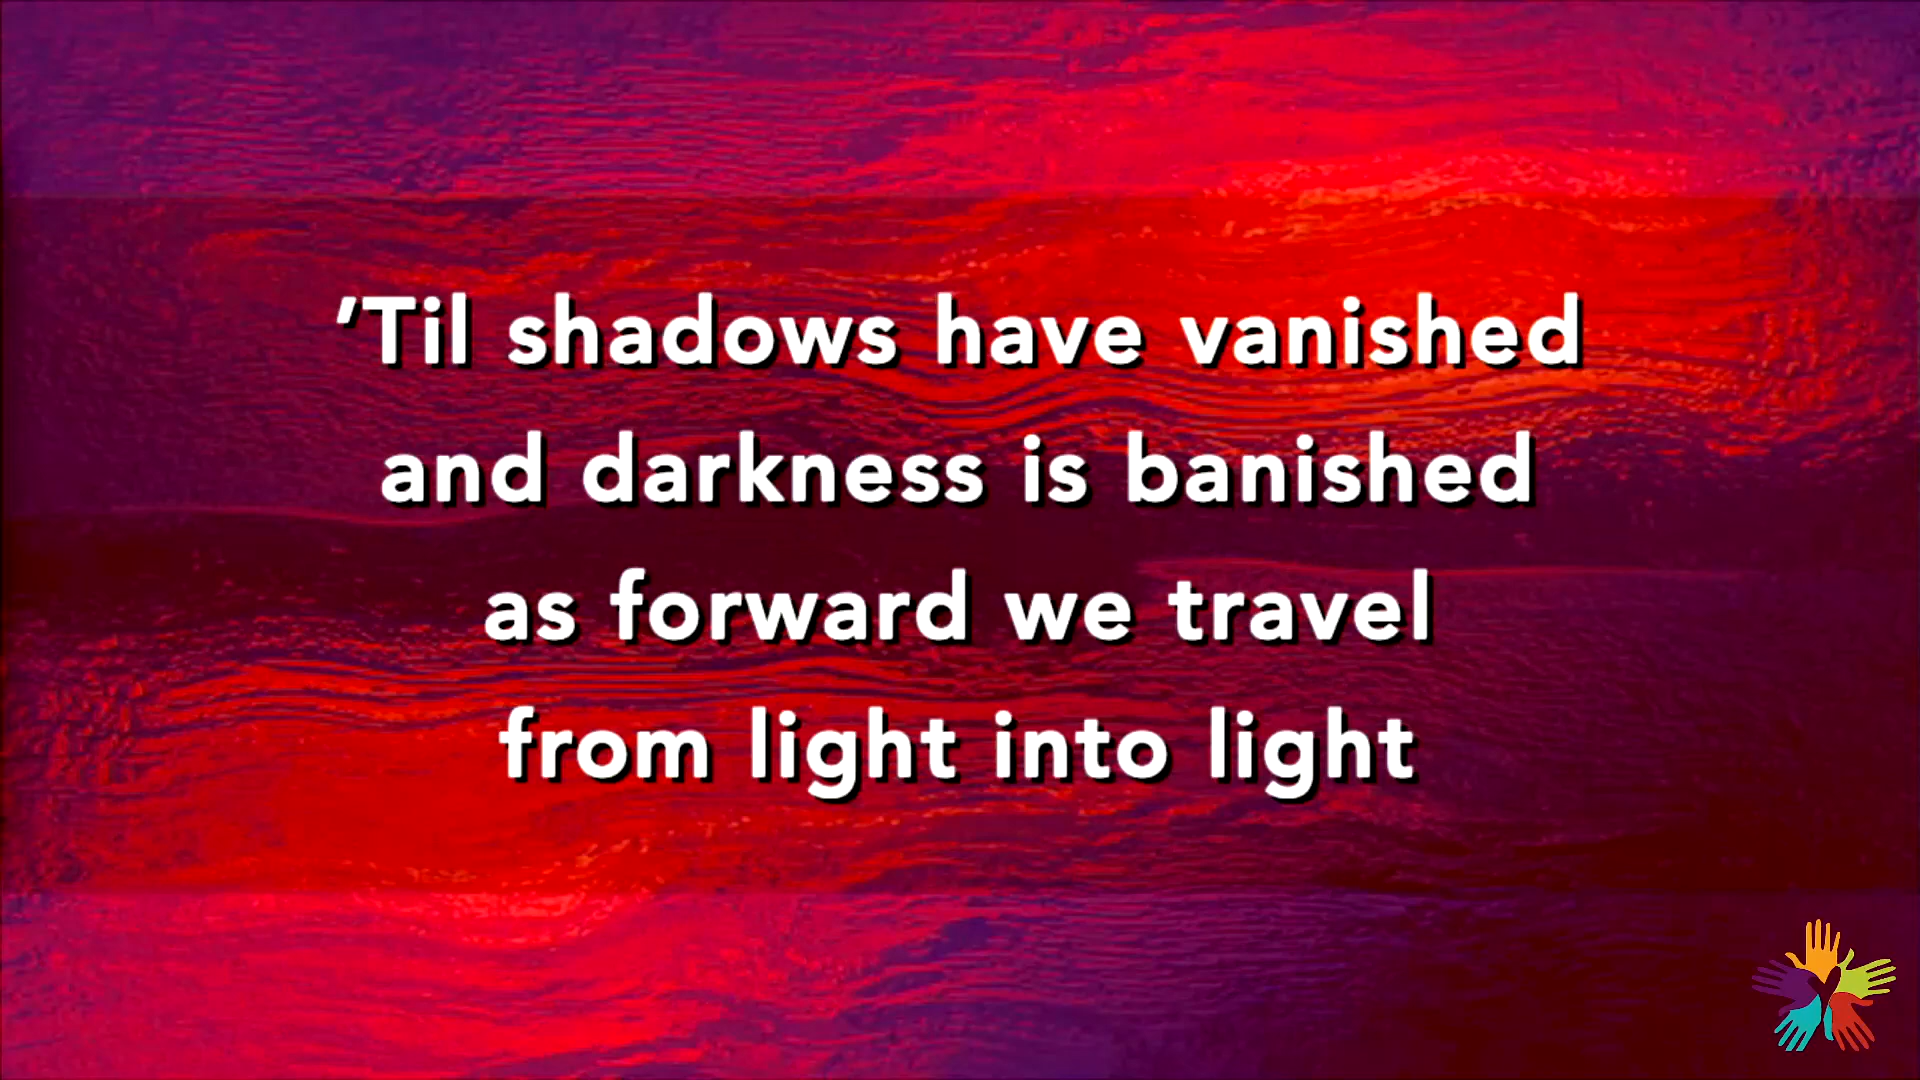 ’Til shadows have vanished
and darkness is banished
as forward we travel
from light into light